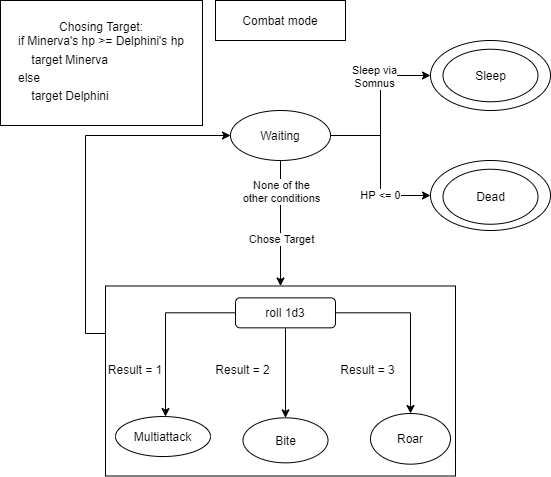 Chosing Target:
if Minerva's hp >= Delphini's hp
target Minerva
else
target Delphini
Combat mode
Sleep via
Somnus
Sleep
Waiting
None of the
other conditions
HP <= 0
Dead
Chose Target
roll 1d3
Result = 1
Result = 2
Result = 3
Multiattack
Bite
Roar